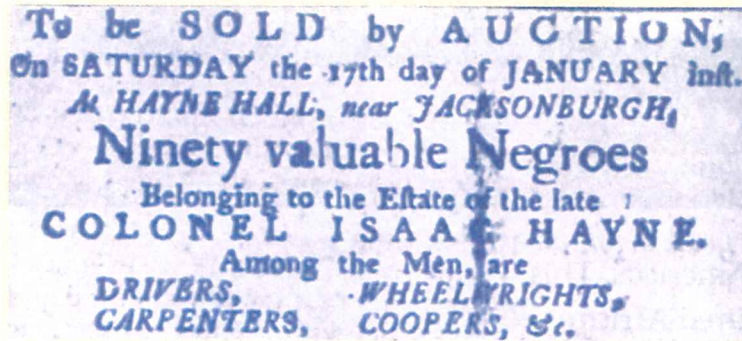 To be SOLD by AUCTION,
On SATURDAY the 17th day of JANUARY inſt.
At HAYNE HALL, near JACKSONBURGH,
Ninety valuable Negroes
Belonging to the Eſtate of the late
COLONEL ISAAC HAYNE.
Among the Men, are
DRIVERS, WHEELWRIGHTS,
CARPENTERS, COOPERS, &c.